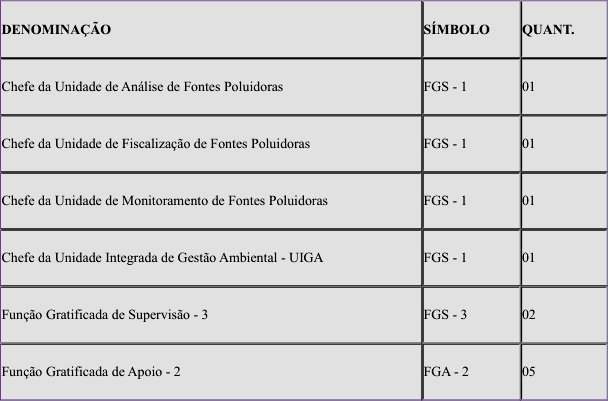 DENOMINAÇÃO SÍMBOLO QUANT.
Chefe da Unidade de Análise de Fontes Poluidoras FGS - 1 01
Chefe da Unidade de Fiscalização de Fontes Poluidoras FGS - 1 01
Chefe da Unidade de Monitoramento de Fontes Poluidoras FGS - 1 01
Chefe da Unidade Integrada de Gestão Ambiental - UIGA FGS - 1 01
Função Gratificada de Supervisão - 3 FGS - 3 02
Função Gratificada de Apoio - 2 FGA - 2 05